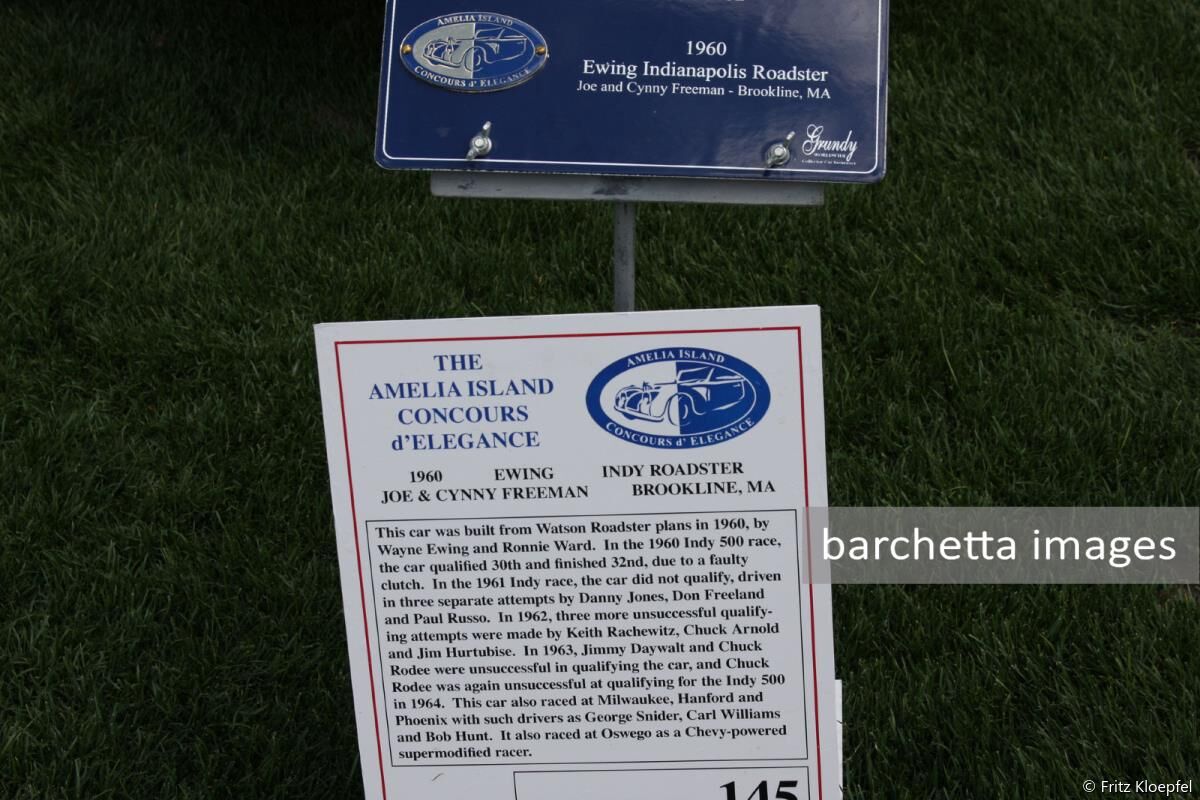 AMELIA ISLAND
CONCOURS d' ELEGANCE
1960
Ewing Indianapolis Roadster
Joe and Cynny Freeman - Brookline, MA
Grundy
WORLDWIDE
Collector Car Insurance
THE
AMELIA ISLAND
CONCOURS
d'ELEGANCE
AMELIA ISLAND
CONCOURS d' ELEGANCE
1960 EWING INDY ROADSTER
JOE & CYNNY FREEMAN BROOKLINE, MA
This car was built from Watson Roadster plans in 1960, by
Wayne Ewing and Ronnie Ward. In the 1960 Indy 500 race,
the car qualified 30th and finished 32nd, due to a faulty
clutch. In the 1961 Indy race, the car did not qualify, driven
in three separate attempts by Danny Jones, Don Freeland
and Paul Russo. In 1962, three more unsuccessful qualify-
ing attempts were made by Keith Rachewitz, Chuck Arnold
and Jim Hurtubise. In 1963, Jimmy Daywalt and Chuck
Rodee were unsuccessful in qualifying the car, and Chuck
Rodee was again unsuccessful at qualifying for the Indy 500
in 1964. This car also raced at Milwaukee, Hanford and
Phoenix with such drivers as George Snider, Carl Williams
and Bob Hunt. It also raced at Oswego as a Chevy-powered
supermodified racer.
145
barchetta images
© Fritz Kloepfel